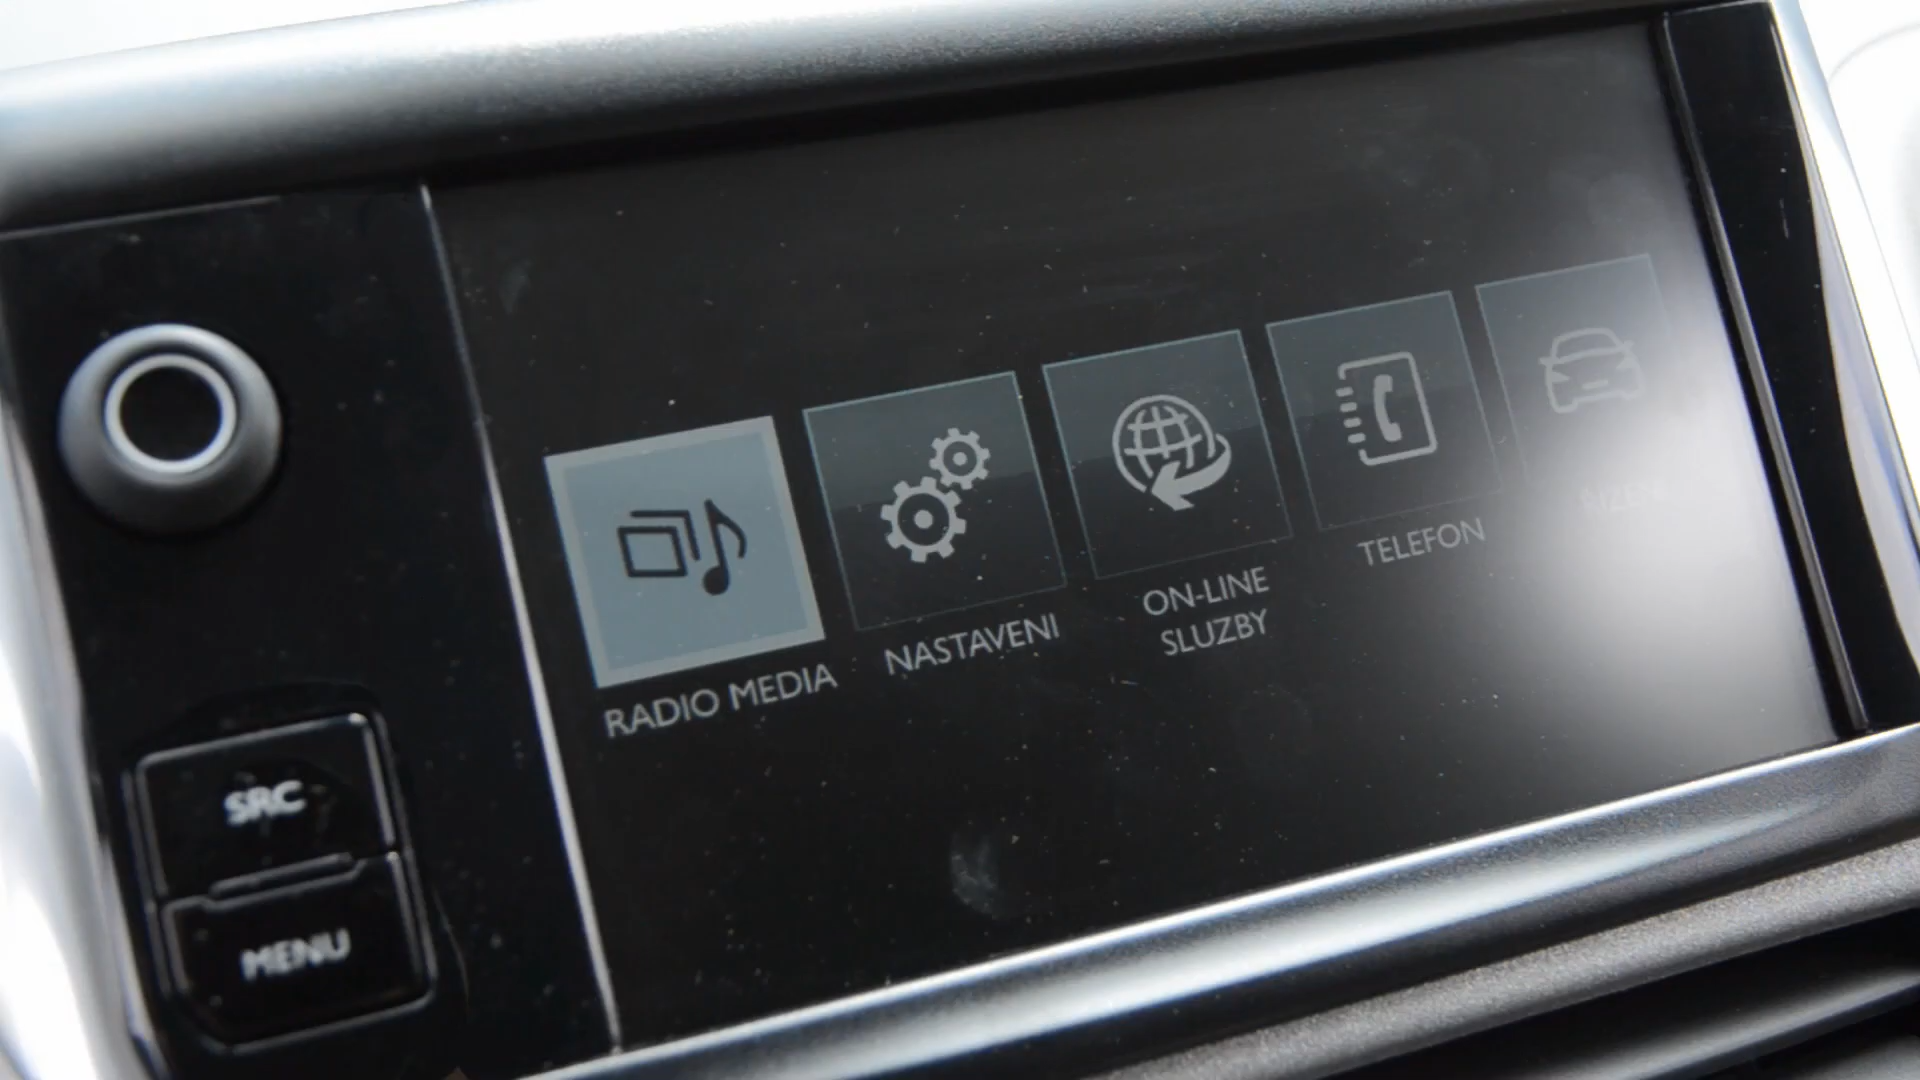 RADIO MEDIA
NASTAVENI
ON-LINE
SLUZBY
TELEFON
SRC
MENU